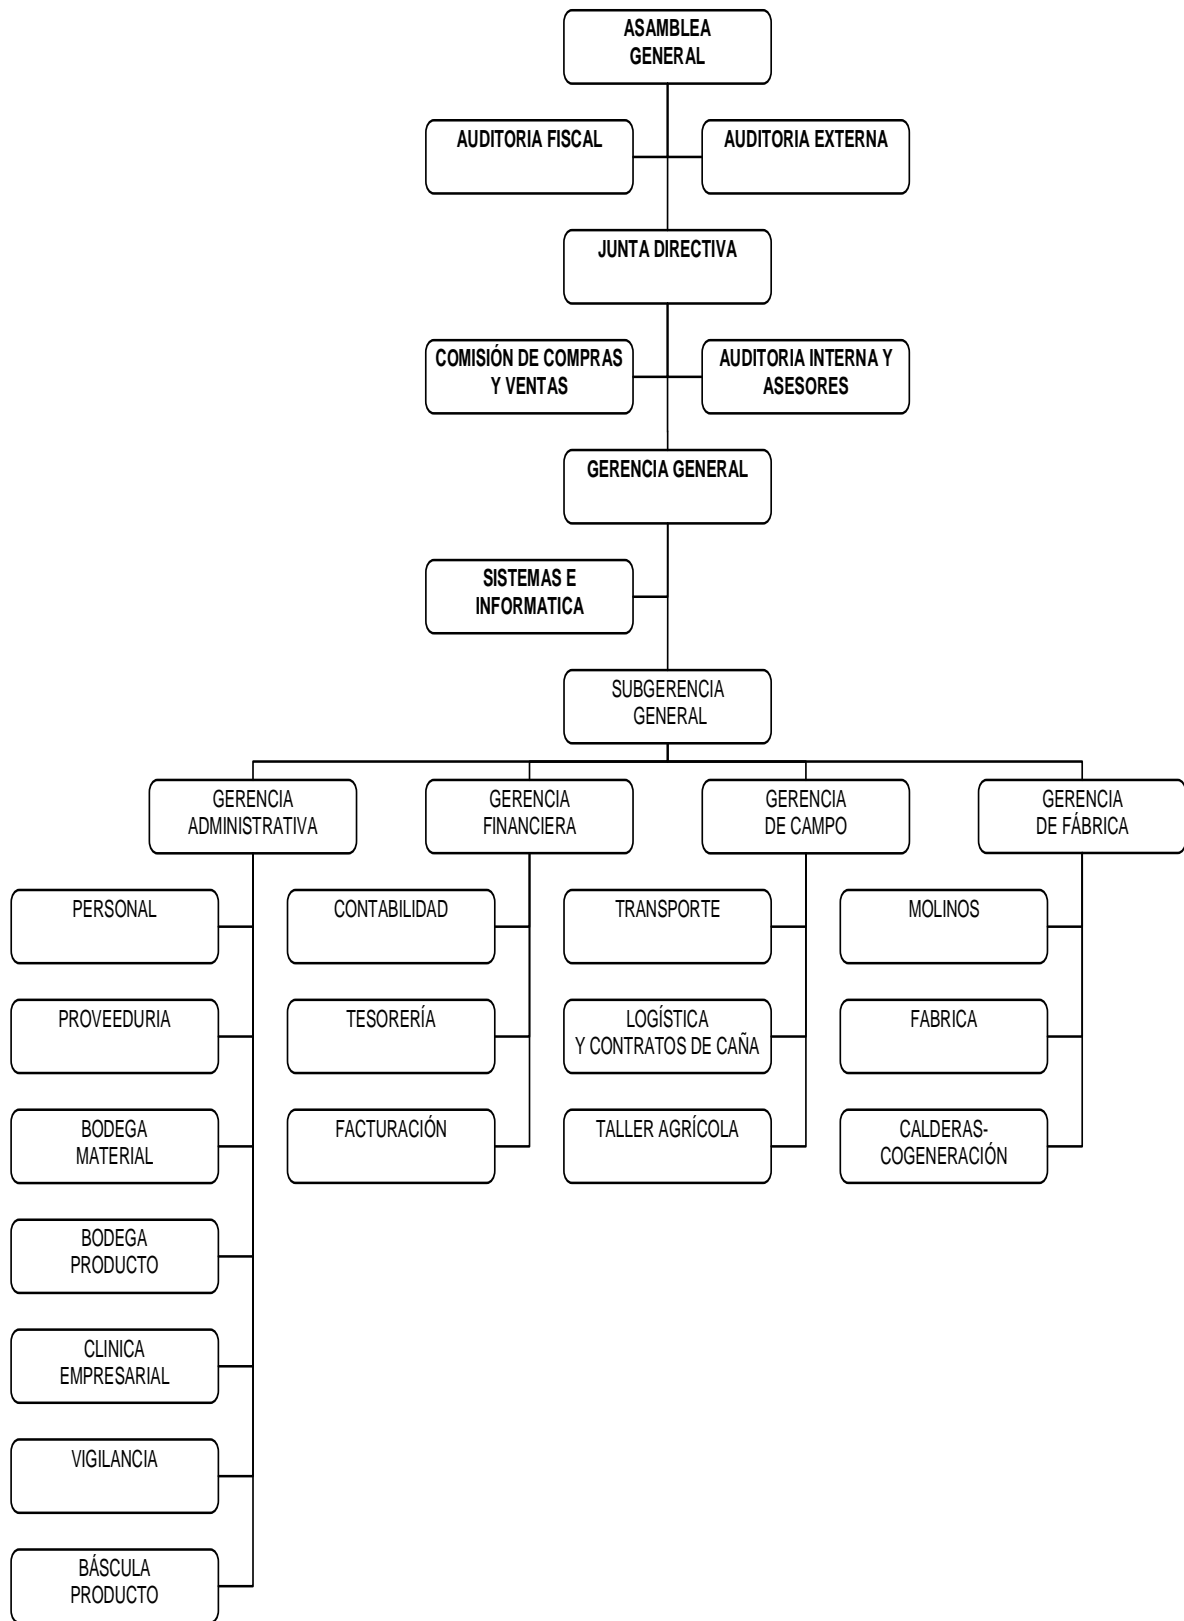 ASAMBLEA
GENERAL
AUDITORIA FISCAL
AUDITORIA EXTERNA
JUNTA DIRECTIVA
COMISIÓN DE COMPRAS
Y VENTAS
AUDITORIA INTERNA Y
ASESORES
GERENCIA GENERAL
SISTEMAS E
INFORMATICA
SUBGERENCIA
GENERAL
GERENCIA
ADMINISTRATIVA
GERENCIA
FINANCIERA
GERENCIA
DE CAMPO
GERENCIA
DE FÁBRICA
PERSONAL
CONTABILIDAD
TRANSPORTE
MOLINOS
PROVEEDURIA
TESORERÍA
LOGÍSTICA
Y CONTRATOS DE CAÑA
FABRICA
BODEGA
MATERIAL
FACTURACIÓN
TALLER AGRÍCOLA
CALDERAS-
COGENERACIÓN
BODEGA
PRODUCTO
CLINICA
EMPRESARIAL
VIGILANCIA
BÁSCULA
PRODUCTO